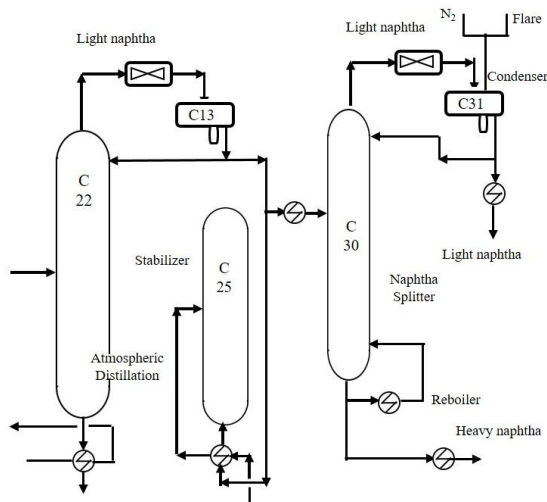 N2
Flare
Light naphtha
Light naphtha
Condenser
C13
C31
C
22
C
30
Stabilizer
C
25
Light naphtha
Naphtha
Splitter
Atmospheric
Distillation
Reboiler
Heavy naphtha